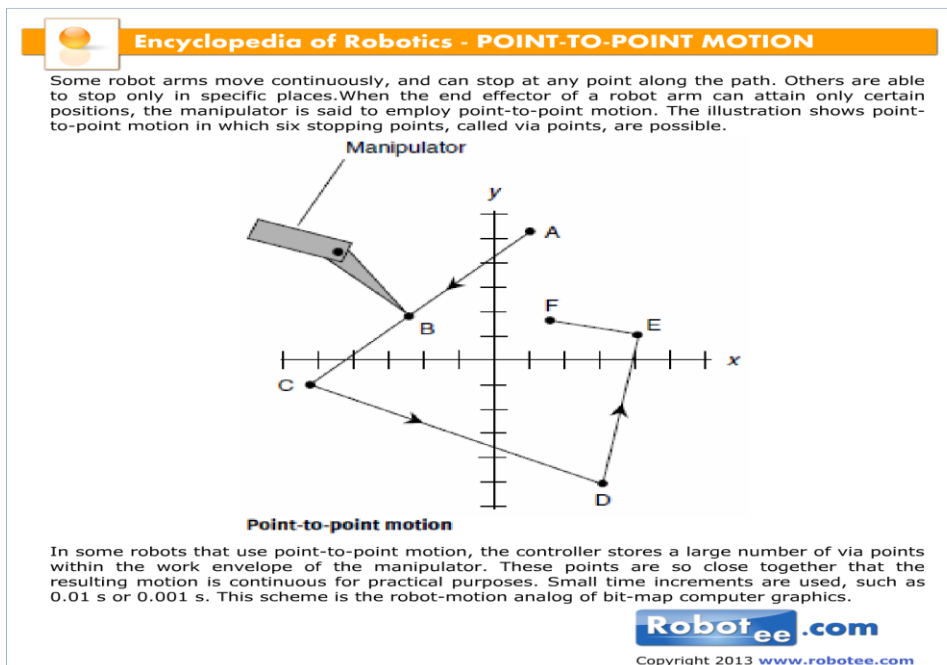 Encyclopedia of Robotics - POINT-TO-POINT MOTION
Some robot arms move continuously, and can stop at any point along the path. Others are able
to stop only in specific places.When the end effector of a robot arm can attain only certain
positions, the manipulator is said to employ point-to-point motion. The illustration shows point-
to-point motion in which six stopping points, called via points, are possible.
Manipulator
y
A
F
B
E
x
C
D
Point-to-point motion
In some robots that use point-to-point motion, the controller stores a large number of via points
within the work envelope of the manipulator. These points are so close together that the
resulting motion is continuous for practical purposes. Small time increments are used, such as
0.01 s or 0.001 s. This scheme is the robot-motion analog of bit-map computer graphics.
Robotee.com
Copyright 2013 www.robotee.com